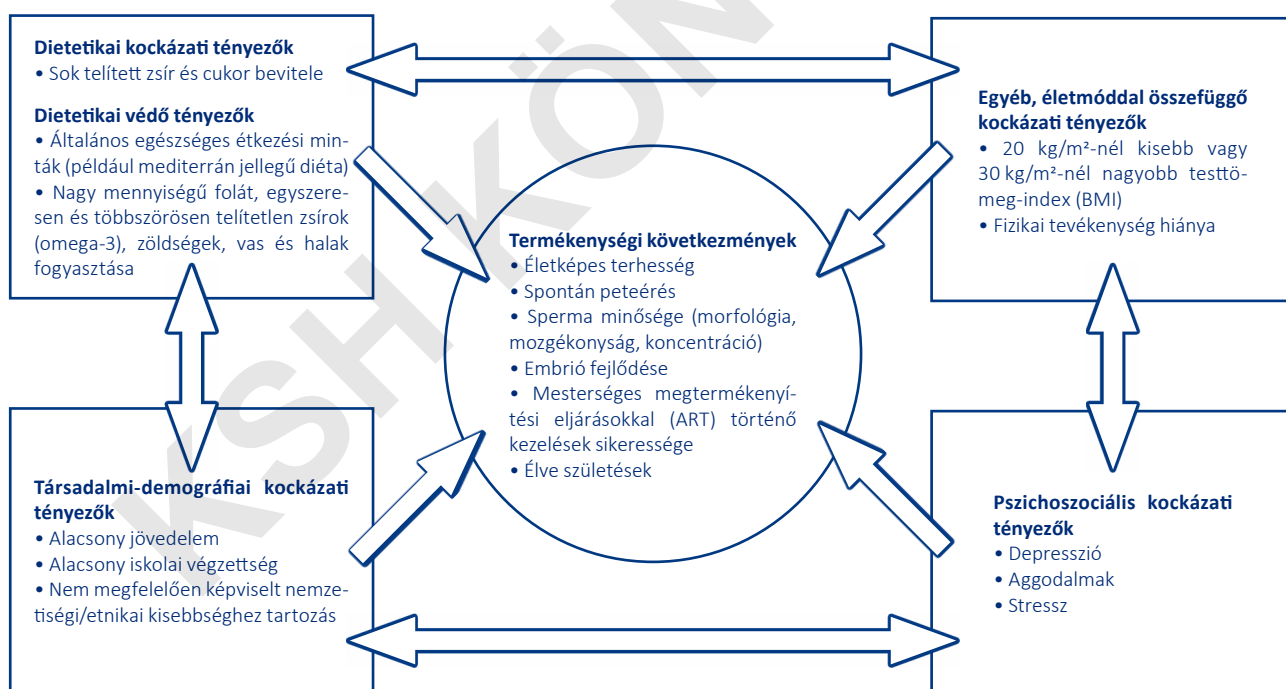 Dietetikai kockázati tényezők
• Sok telített zsír és cukor bevitele
Dietetikai védő tényezők
• Általános egészséges étkezési min-
ták (például mediterrán jellegű diéta)
• Nagy mennyiségű folát, egyszere-
sen és többszörösen telítetlen zsírok
(omega-3), zöldségek, vas és halak
fogyasztása
Egyéb, életmóddal összefüggő
kockázati tényezők
• 20 kg/m²-nél kisebb vagy
30 kg/m²-nél nagyobb testtö-
meg-index (BMI)
• Fizikai tevékenység hiánya
Termékenységi következmények
• Életképes terhesség
• Spontán peteérés
• Sperma minősége (morfológia,
mozgékonyság, koncentráció)
• Embrió fejlődése
• Mesterséges megtermékenyí-
tési eljárásokkal (ART) történő
kezelések sikeressége
• Élve születések
Társadalmi-demográfiai kockázati
tényezők
• Alacsony jövedelem
• Alacsony iskolai végzettség
• Nem megfelelően képviselt nemze-
tiségi/etnikai kisebbséghez tartozás
Pszichoszociális kockázati
tényezők
• Depresszió
• Aggodalmak
• Stressz
KSH KÖN